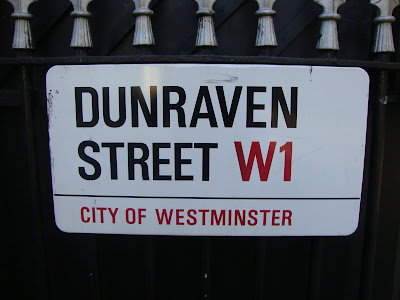 DUNRAVEN
STREET W1
CITY OF WESTMINSTER